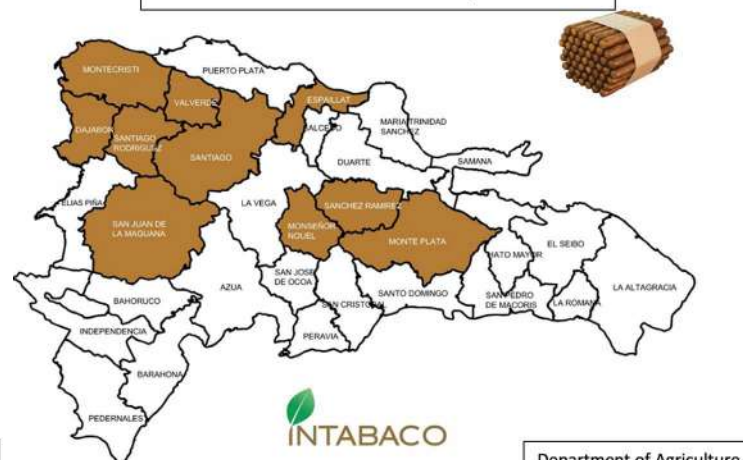 MONTECRISTI
PUERTO PLATA
VALVERDE
ESPAILLAT
DAJABON
SANTIAGO
RODRIGUEZ
SALCEDO
MARIA TRINIDAD
SANCHEZ
SANTIAGO
DUARTE
SAMANA
ELIAS PIÑA
LA VEGA
SANCHEZ RAMIREZ
SAN JUAN DE
LA MAGUANA
MONSEÑOR
NOUEL
MONTE PLATA
HATO MAYOR
EL SEIBO
AZUA
SAN JOSE
DE OCOA
SAN CRISTOBAL
SANTO DOMINGO
SAN PEDRO
DE MACORIS
LA ROMANA
LA ALTAGRACIA
BAHORUCO
INDEPENDENCIA
PERAVIA
BARAHONA
PEDERNALES
INTABACO
Department of Agriculture